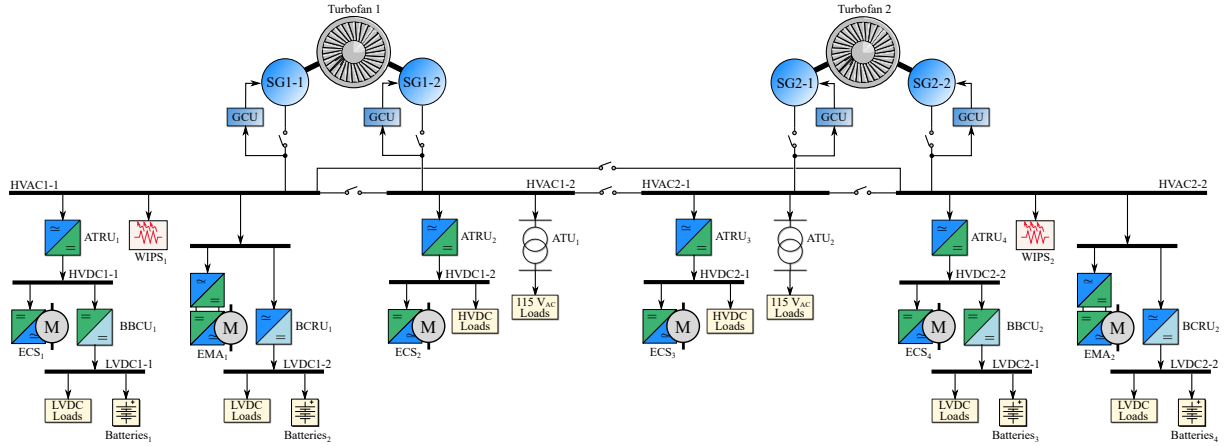 Turbofan 1
Turbofan 2
SG1-1
SG1-2
SG2-1
SG2-2
GCU
GCU
GCU
GCU
HVAC1-1
HVAC1-2
HVAC2-1
HVAC2-2
ATRU1
WIPS1
ATRU2
ATU1
ATRU3
ATU2
ATRU4
WIPS2
HVDC1-1
HVDC1-2
HVDC2-1
HVDC2-2
M
ECS1
BBCU1
M
EMA1
BCRU1
M
ECS2
HVDC
Loads
115 VAC
Loads
M
ECS3
HVDC
Loads
115 VAC
Loads
M
ECS4
BBCU2
M
EMA2
BCRU2
LVDC1-1
LVDC1-2
LVDC2-1
LVDC2-2
LVDC
Loads
Batteries1
LVDC
Loads
Batteries2
LVDC
Loads
Batteries3
LVDC
Loads
Batteries4